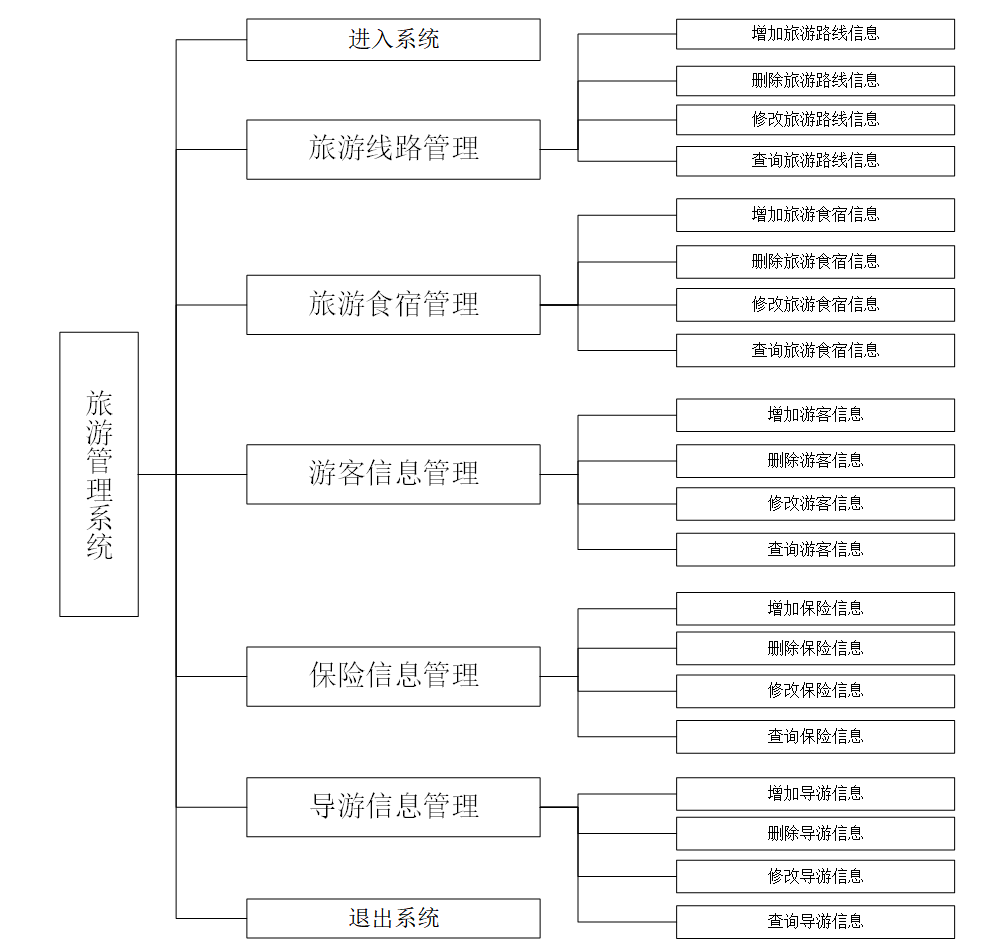 旅游管理系统
进入系统
旅游线路管理
增加旅游路线信息
删除旅游路线信息
修改旅游路线信息
查询旅游路线信息
旅游食宿管理
增加旅游食宿信息
删除旅游食宿信息
修改旅游食宿信息
查询旅游食宿信息
游客信息管理
增加游客信息
删除游客信息
修改游客信息
查询游客信息
保险信息管理
增加保险信息
删除保险信息
修改保险信息
查询保险信息
导游信息管理
增加导游信息
删除导游信息
修改导游信息
查询导游信息
退出系统